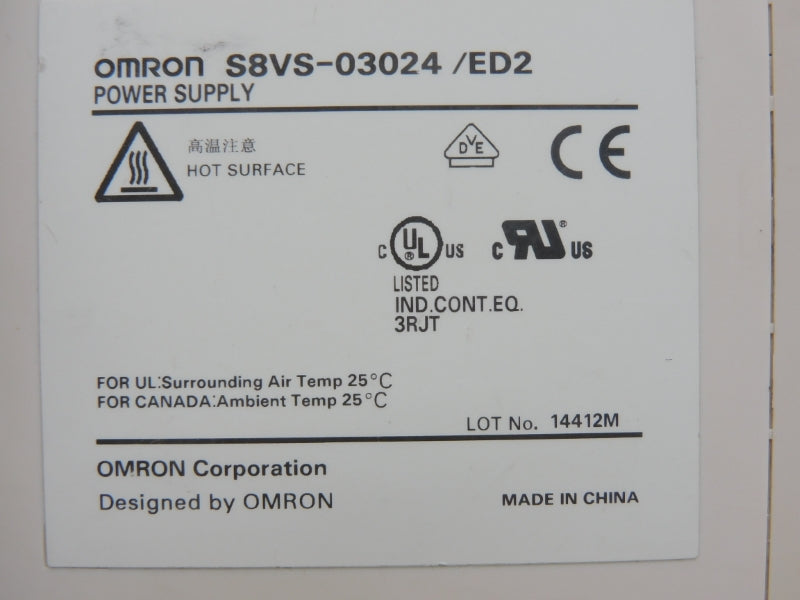 OMRON S8VS-03024 /ED2
POWER SUPPLY
高温注意
HOT SURFACE
DVE
CE
C UL ® US
C RU ® US
LISTED
IND.CONT.EQ.
3RJT
FOR UL:Surrounding Air Temp 25°C
FOR CANADA:Ambient Temp 25°C
LOT No. 14412M
OMRON Corporation
Designed by OMRON
MADE IN CHINA